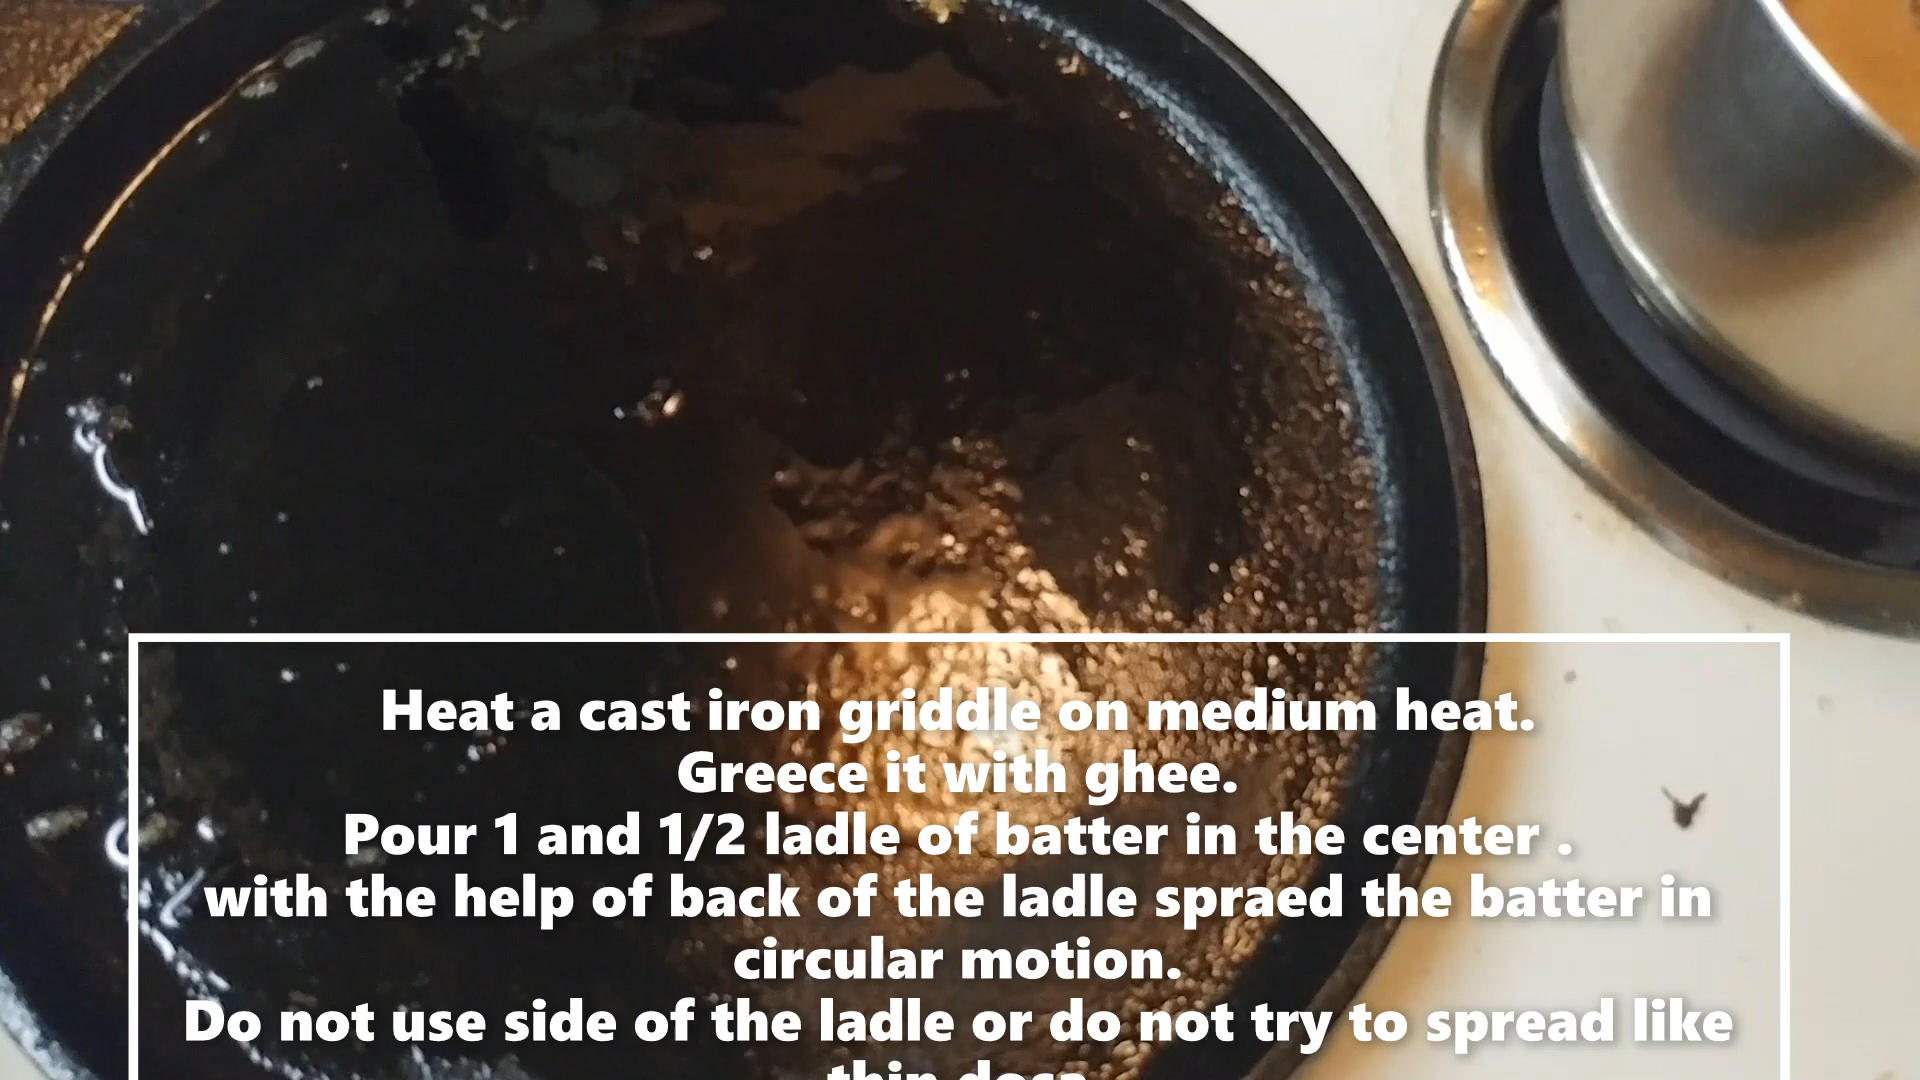 Heat a cast iron griddle on medium heat.
Greece it with ghee.
Pour 1 and 1/2 ladle of batter in the center .
with the help of back of the ladle spraed the batter in
circular motion.
Do not use side of the ladle or do not try to spread like
thin dosa